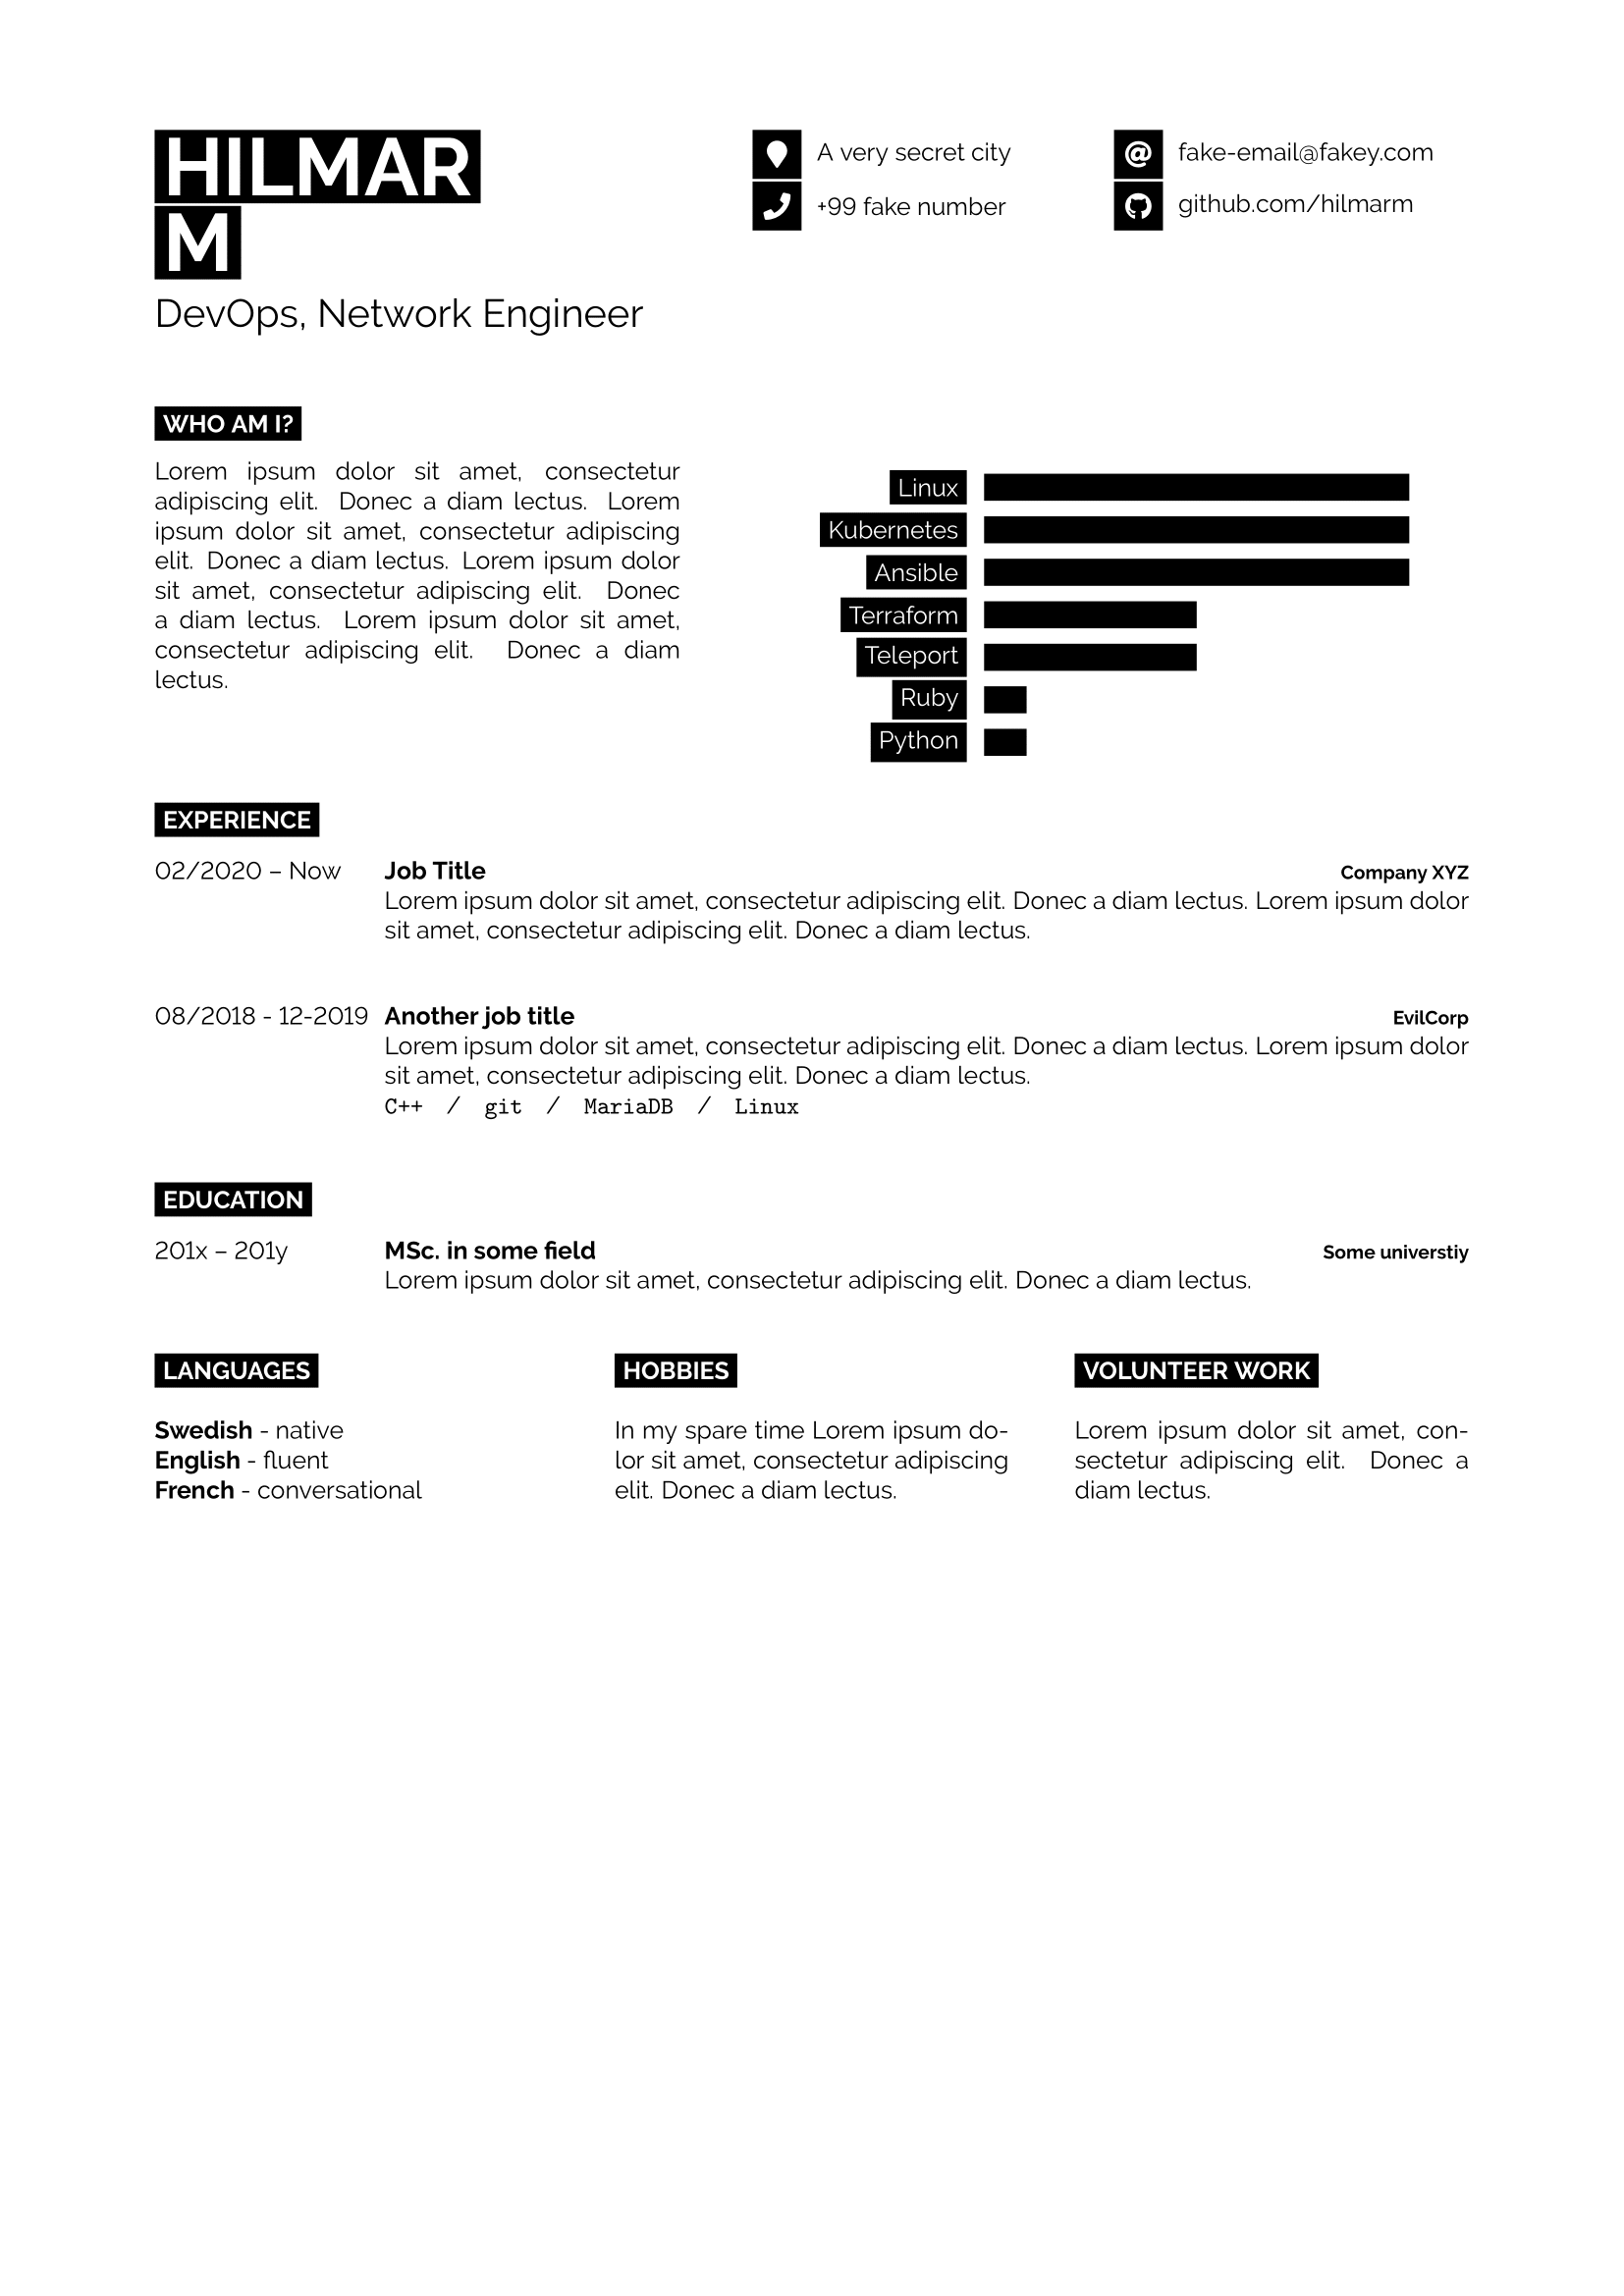 HILMAR
M
DevOps, Network Engineer
A very secret city
+99 fake number
fake-email@fakey.com
github.com/hilmarm
WHO AM I?
Lorem ipsum dolor sit amet, consectetur
adipiscing elit. Donec a diam lectus. Lorem
ipsum dolor sit amet, consectetur adipiscing
elit. Donec a diam lectus. Lorem ipsum dolor
sit amet, consectetur adipiscing elit. Donec
a diam lectus. Lorem ipsum dolor sit amet,
consectetur adipiscing elit. Donec a diam
lectus.
Linux
Kubernetes
Ansible
Terraform
Teleport
Ruby
Python
EXPERIENCE
02/2020 – Now Job Title Company XYZ
Lorem ipsum dolor sit amet, consectetur adipiscing elit. Donec a diam lectus. Lorem ipsum dolor
sit amet, consectetur adipiscing elit. Donec a diam lectus.
08/2018 - 12-2019 Another job title EvilCorp
Lorem ipsum dolor sit amet, consectetur adipiscing elit. Donec a diam lectus. Lorem ipsum dolor
sit amet, consectetur adipiscing elit. Donec a diam lectus.
C++ / git / MariaDB / Linux
EDUCATION
201x – 201y MSc. in some field Some universtiy
Lorem ipsum dolor sit amet, consectetur adipiscing elit. Donec a diam lectus.
LANGUAGES
Swedish - native
English - fluent
French - conversational
HOBBIES
In my spare time Lorem ipsum do-
lor sit amet, consectetur adipiscing
elit. Donec a diam lectus.
VOLUNTEER WORK
Lorem ipsum dolor sit amet, con-
sectetur adipiscing elit. Donec a
diam lectus.